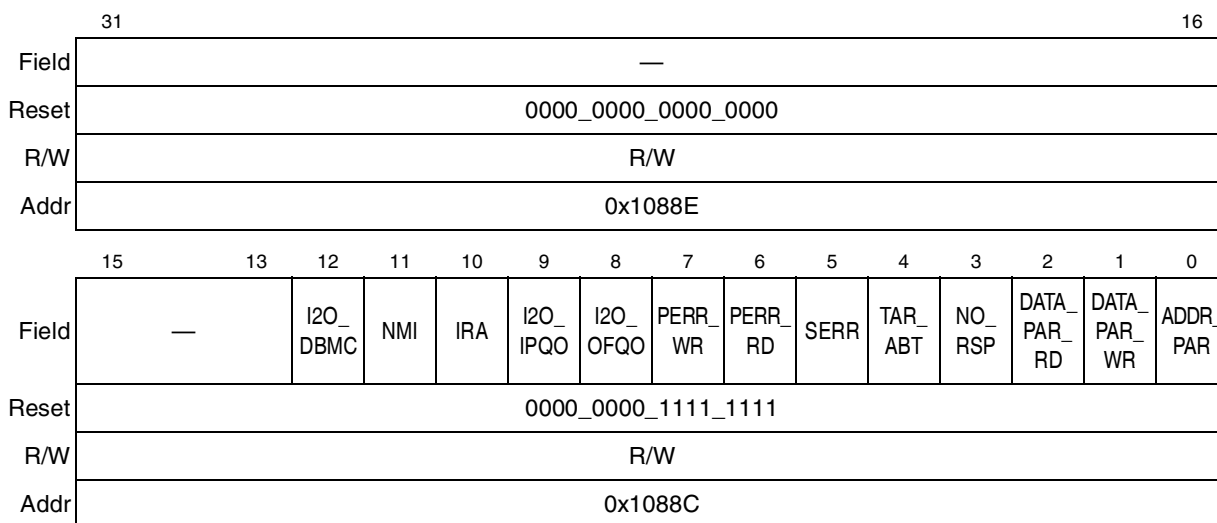 31 16
Field —
Reset 0000_0000_0000_0000
R/W R/W
Addr 0x1088E
15 13 12 11 10 9 8 7 6 5 4 3 2 1 0
Field — I2O_ DBMC NMI IRA I2O_ IPQO I2O_ OFQO PERR_ WR PERR_ RD SERR TAR_ ABT NO_ RSP DATA_ PAR_ RD DATA_ PAR_ WR ADDR_ PAR
Reset 0000_0000_1111_1111
R/W R/W
Addr 0x1088C